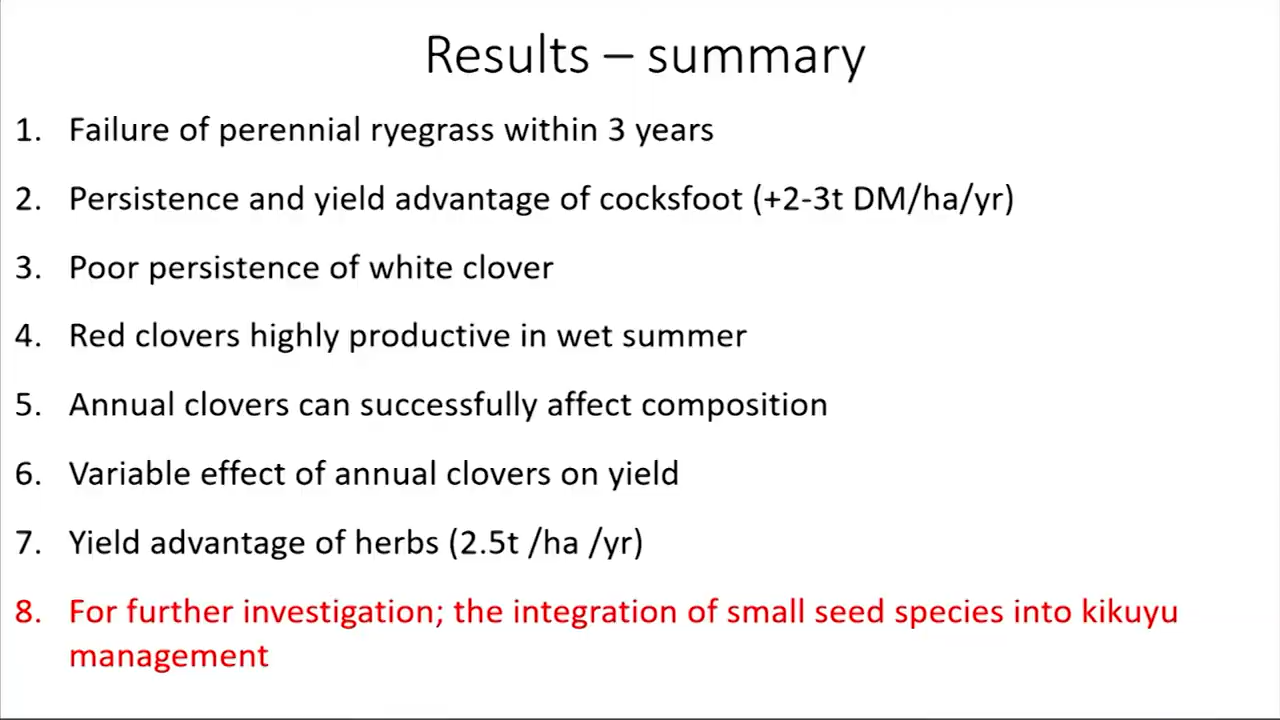 Results – summary
1. Failure of perennial ryegrass within 3 years
2. Persistence and yield advantage of cocksfoot (+2-3t DM/ha/yr)
3. Poor persistence of white clover
4. Red clovers highly productive in wet summer
5. Annual clovers can successfully affect composition
6. Variable effect of annual clovers on yield
7. Yield advantage of herbs (2.5t /ha /yr)
8. For further investigation; the integration of small seed species into kikuyu
management